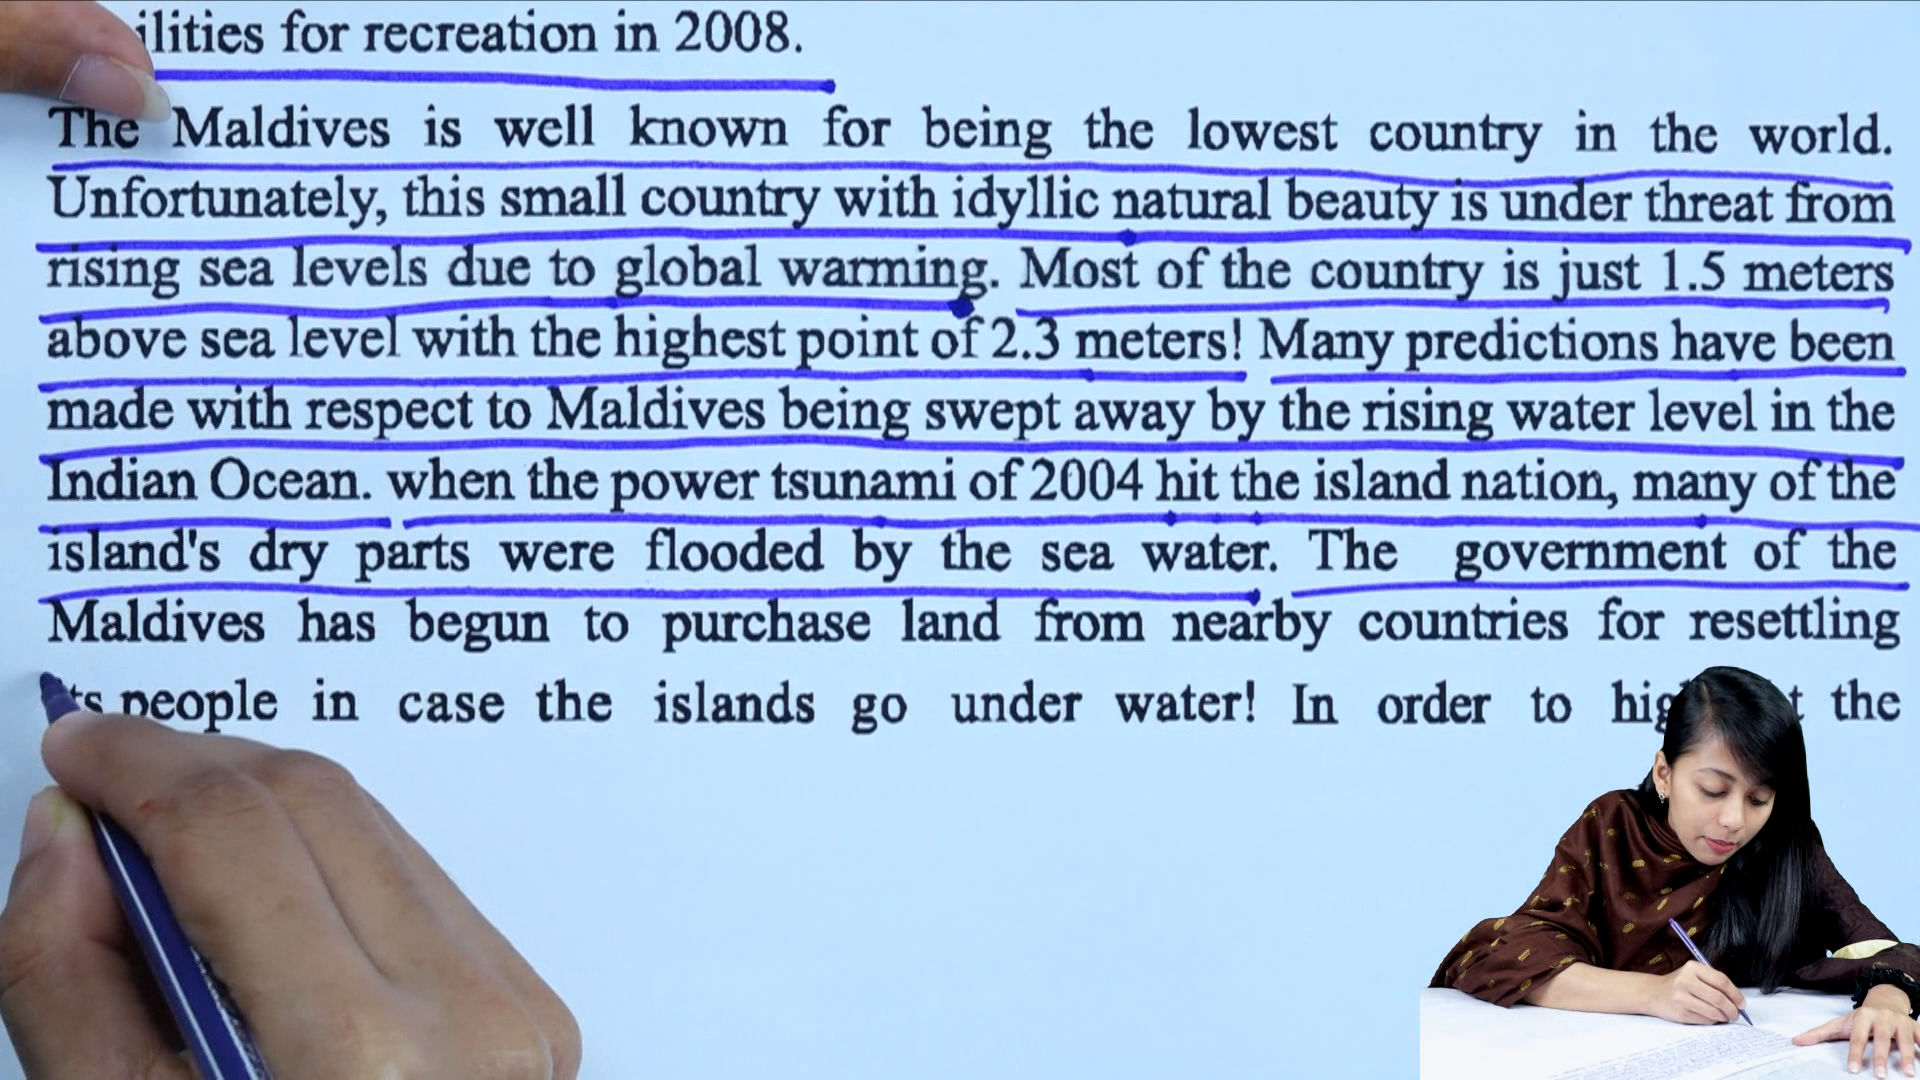 for recreation in 2008.
The Maldives is well known for being the lowest country in the world.
Unfortunately, this small country with idyllic natural beauty is under threat from
rising sea levels due to global warming. Most of the country is just 1.5 meters
above sea level with the highest point of 2.3 meters! Many predictions have been
made with respect to Maldives being swept away by the rising water level in the
Indian Ocean. when the power tsunami of 2004 hit the island nation, many of the
island's dry parts were flooded by the sea water. The government of the
Maldives has begun to purchase land from nearby countries for resettling
people in case the islands go under water! In order to the